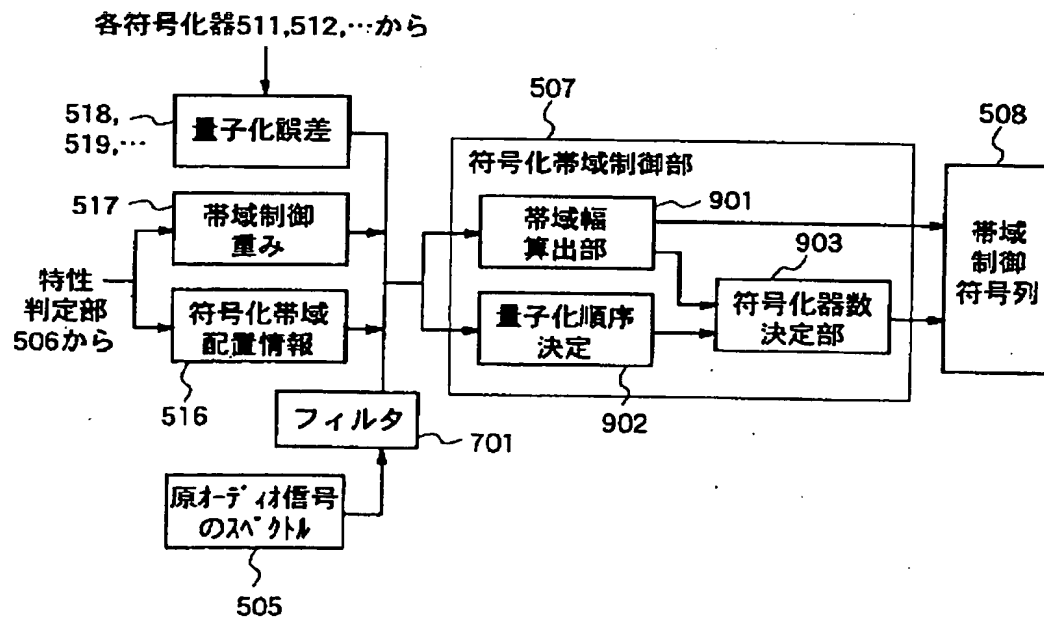 各符号化器511,512,…から
518,
519,…
量子化誤差
507
508
符号化帯域制御部
517
帯域制御
重み
帯域幅
算出部
901
903
特性
判定部
506から
符号化帯域
配置情報
量子化順序
決定
符号化器数
決定部
帯域
制御
符号列
516
902
フィルタ
701
原オーディオ信号
のスペクトル
505